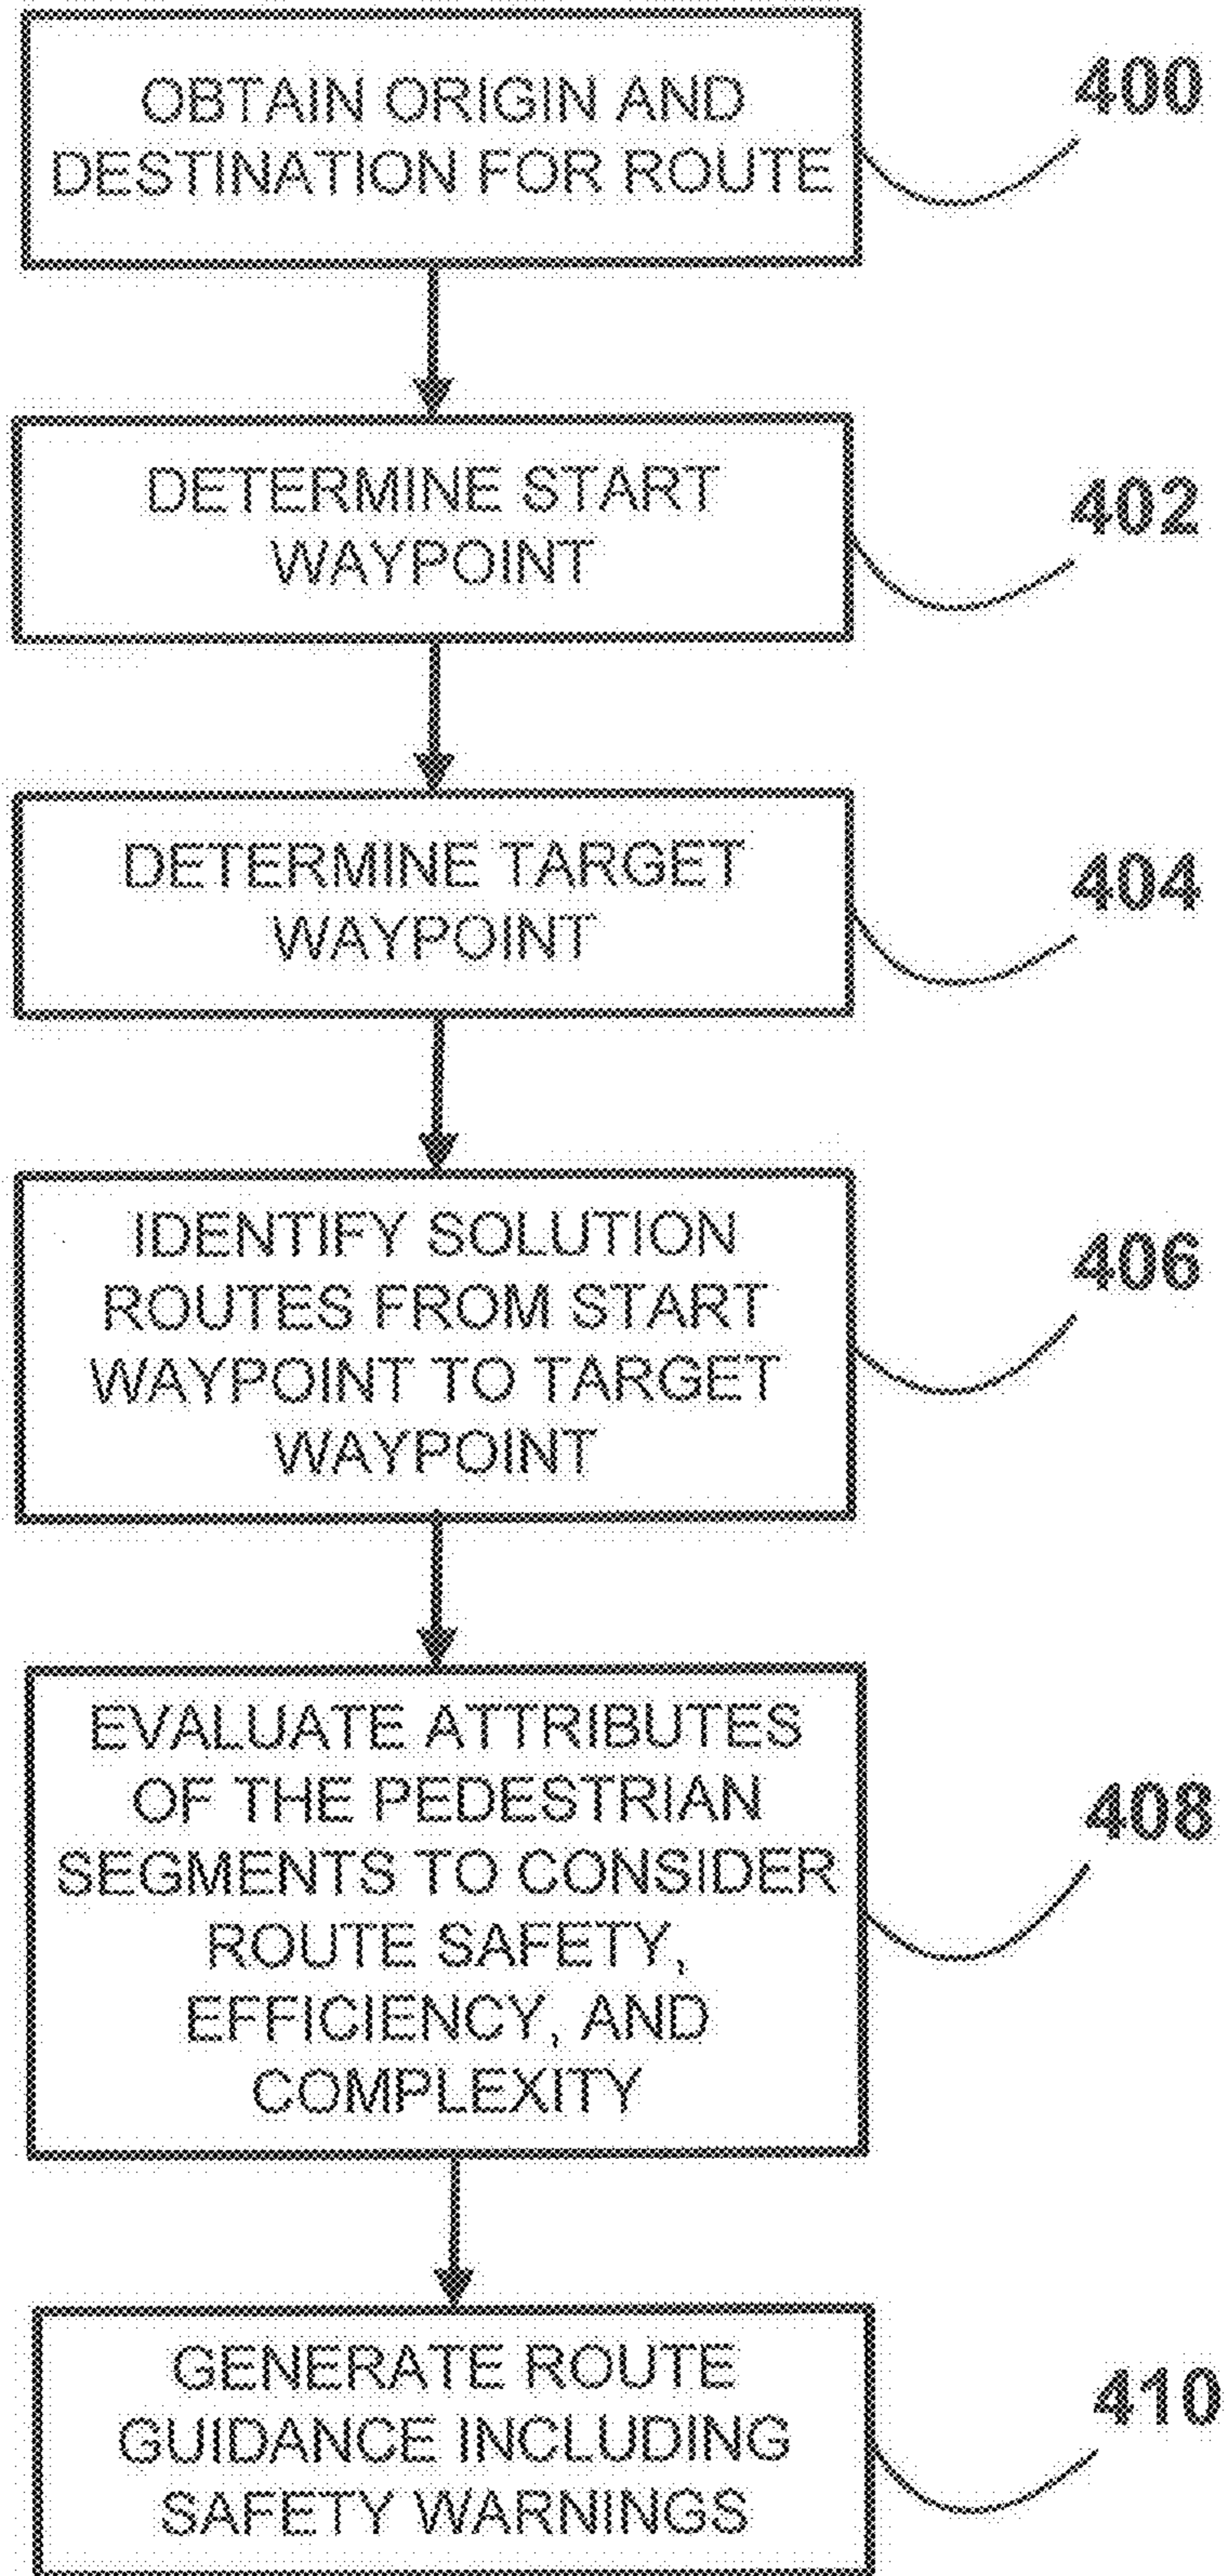 OBTAIN ORIGIN AND
DESTINATION FOR ROUTE
400
DETERMINE START
WAYPOINT
402
DETERMINE TARGET
WAYPOINT
404
IDENTIFY SOLUTION
ROUTES FROM START
WAYPOINT TO TARGET
WAYPOINT
406
EVALUATE ATTRIBUTES
OF THE PEDESTRIAN
SEGMENTS TO CONSIDER
ROUTE SAFETY,
EFFICIENCY, AND
COMPLEXITY
408
GENERATE ROUTE
GUIDANCE INCLUDING
SAFETY WARNINGS
410